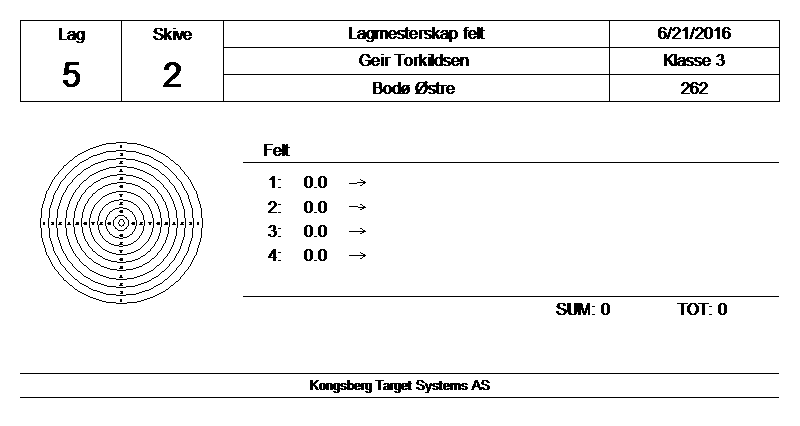 Lag Skive Lagmesterskap felt 6/21/2016
5 2 Geir Torkildsen Klasse 3
Bodø Østre 262
Felt
1: 0.0 →
2: 0.0 →
3: 0.0 →
4: 0.0 →
SUM: 0 TOT: 0
Kongsberg Target Systems AS